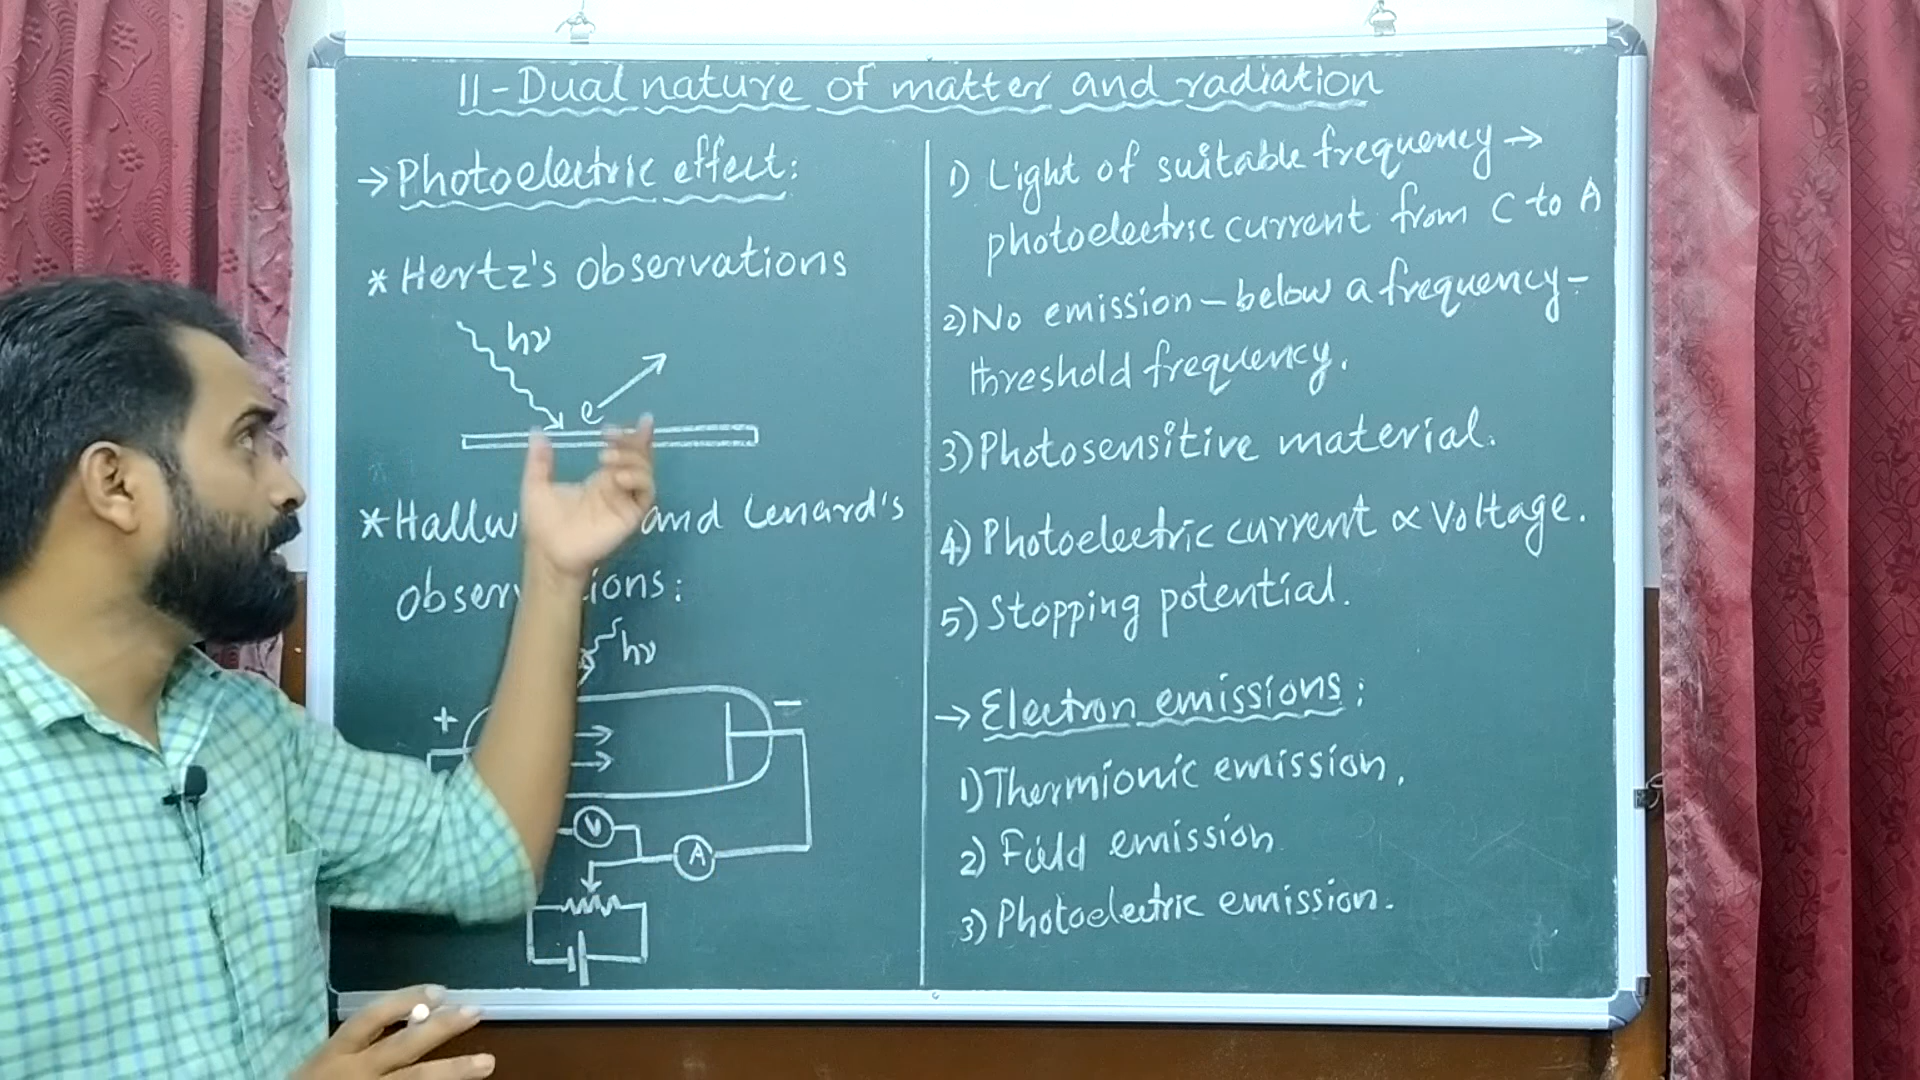 11-Dual nature of matter and radiation
→ Photoelectric effect:
* Hertz's observations
hν
e
* Hallw and Lenard's
observations:
hν
+ −
V
A
1) Light of suitable frequency →
photoelectric current from C to A
2) No emission – below a frequency –
threshold frequency.
3) Photosensitive material.
4) Photoelectric current ∝ Voltage.
5) Stopping potential.
→ Electron emissions:
1) Thermionic emission.
2) Field emission
3) Photoelectric emission.